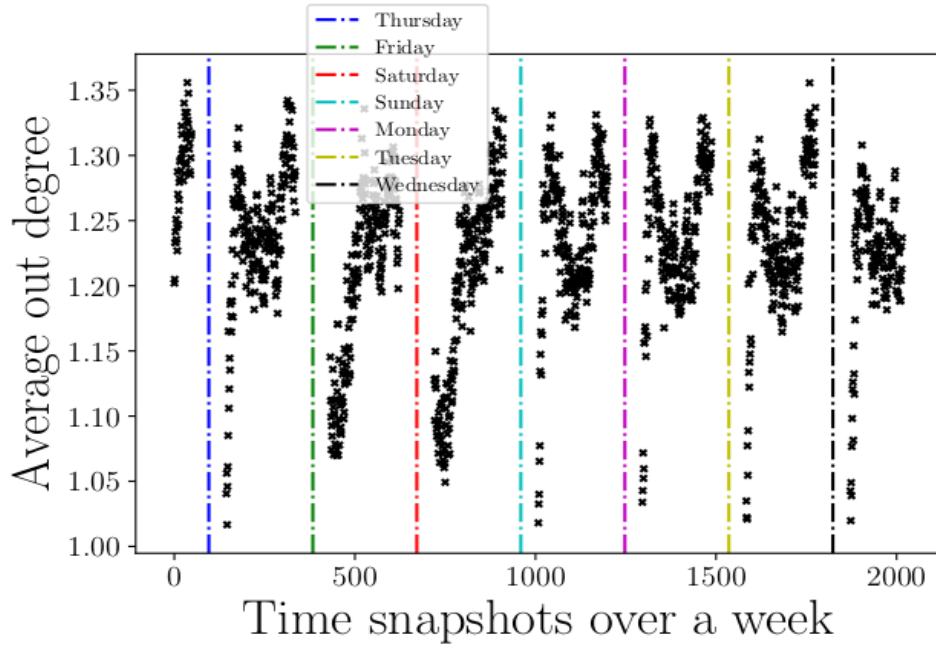 Thursday
Friday
Saturday
Sunday
Monday
Tuesday
Wednesday
Average out degree
1.35
1.30
1.25
1.20
1.15
1.10
1.05
1.00
0 500 1000 1500 2000
Time snapshots over a week